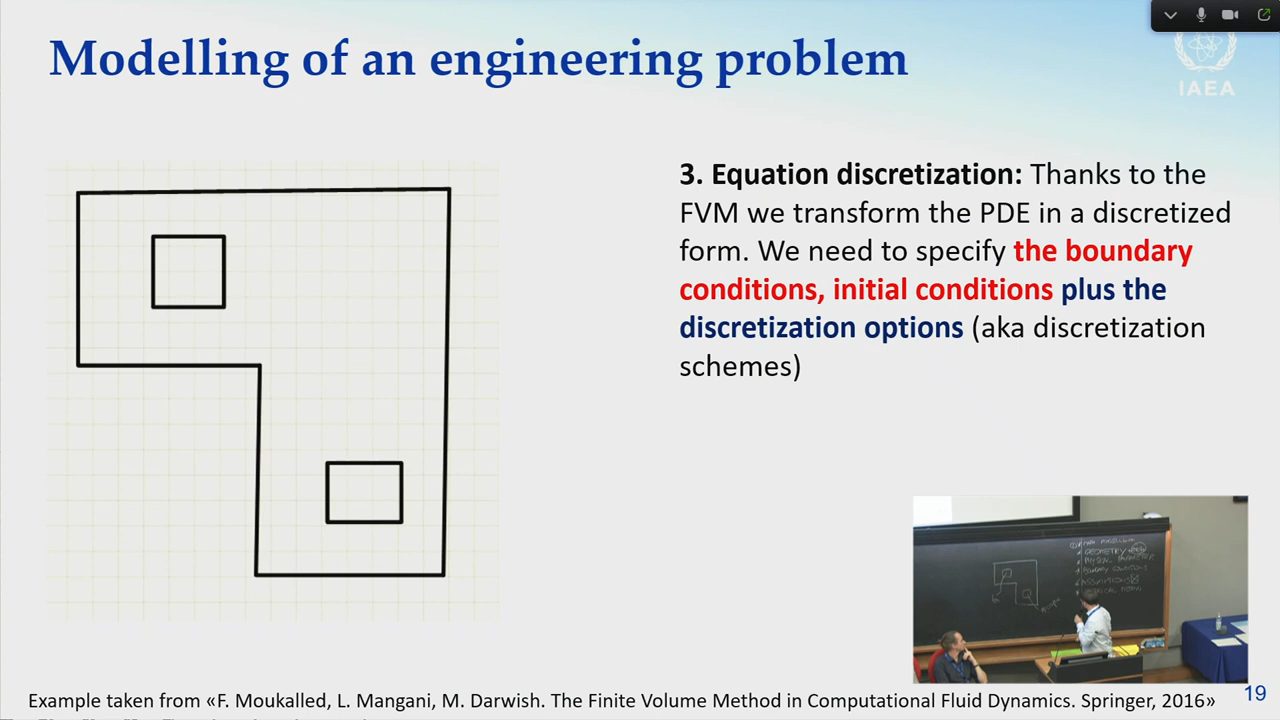 Modelling of an engineering problem
IAEA
3. Equation discretization: Thanks to the
FVM we transform the PDE in a discretized
form. We need to specify the boundary
conditions, initial conditions plus the
discretization options (aka discretization
schemes)
GEOMETRY
Example taken from «F. Moukalled, L. Mangani, M. Darwish. The Finite Volume Method in Computational Fluid Dynamics. Springer, 2016»
19